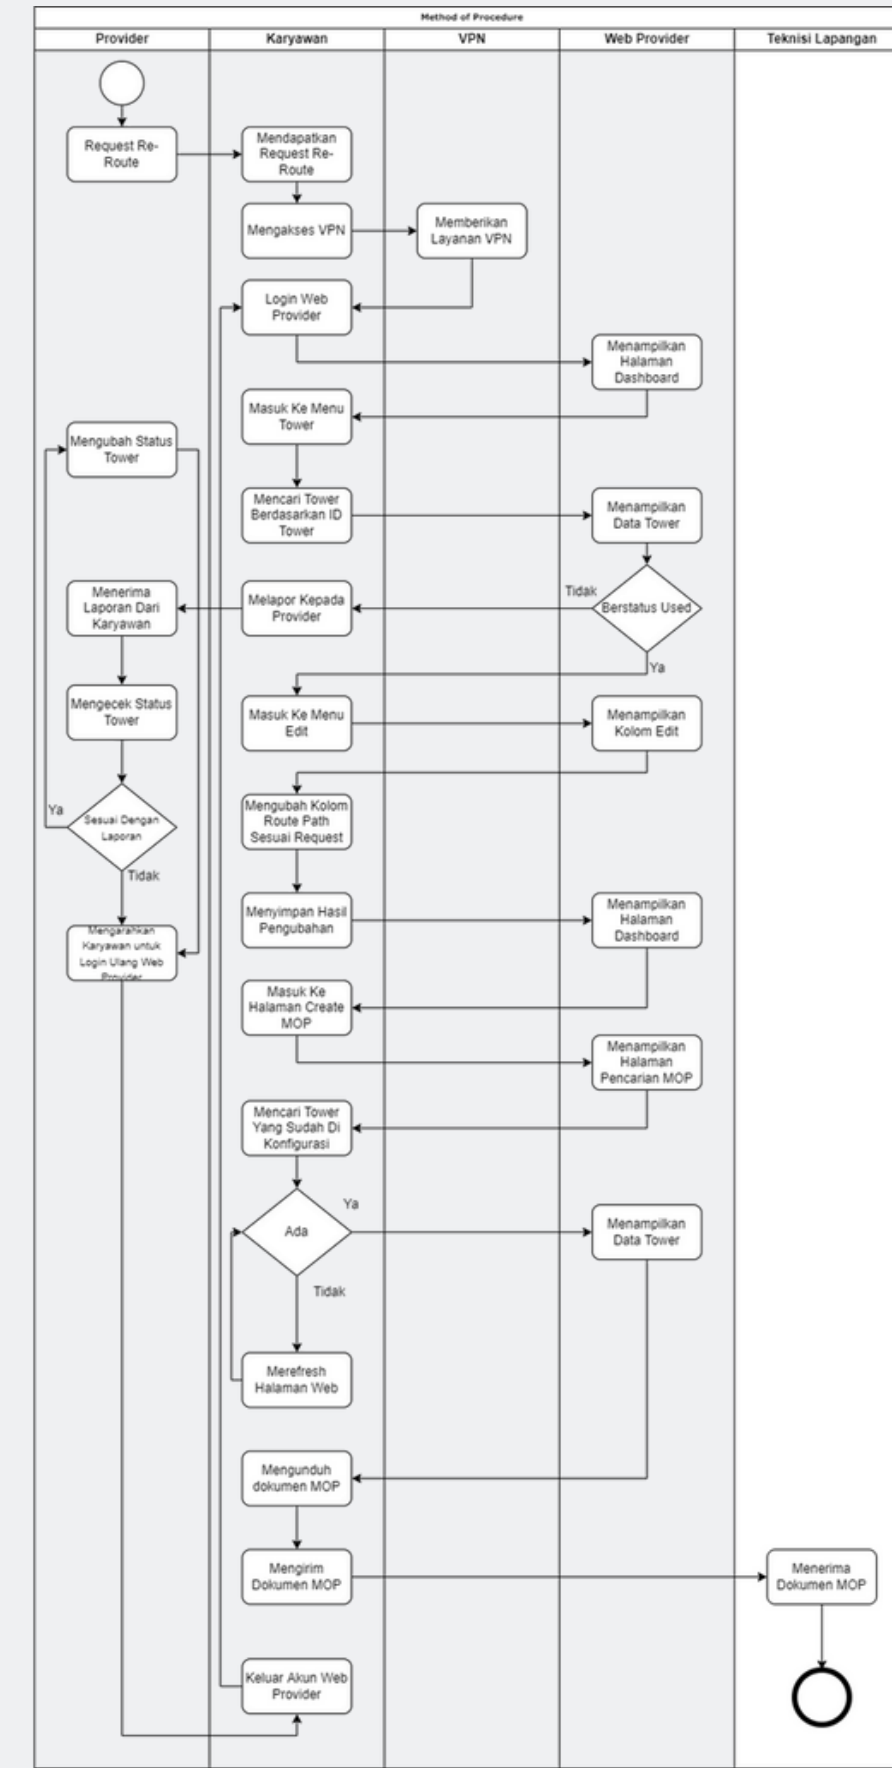 Method of Procedure
Provider
Karyawan
VPN
Web Provider
Teknisi Lapangan
Request Re-
Route
Mendapatkan
Request Re-
Route
Mengakses VPN
Memberikan
Layanan VPN
Login Web
Provider
Menampilkan
Halaman
Dashboard
Masuk Ke Menu
Tower
Mengubah Status
Tower
Mencari Tower
Berdasarkan ID
Tower
Menampilkan
Data Tower
Menerima
Laporan Dari
Karyawan
Melapor Kepada
Provider
Tidak
Berstatus Used
Ya
Mengecek Status
Tower
Masuk Ke Menu
Edit
Menampilkan
Kolom Edit
Ya
Sesuai Dengan
Laporan
Tidak
Mengubah Kolom
Route Path
Sesuai Request
Mengarahkan
Karyawan untuk
Login Ulang Web
Provider
Menyimpan Hasil
Pengubahan
Menampilkan
Halaman
Dashboard
Masuk Ke
Halaman Create
MOP
Menampilkan
Halaman
Pencarian MOP
Mencari Tower
Yang Sudah Di
Konfigurasi
Ya
Ada
Menampilkan
Data Tower
Tidak
Merefresh
Halaman Web
Mengunduh
dokumen MOP
Mengirim
Dokumen MOP
Menerima
Dokumen MOP
Keluar Akun Web
Provider